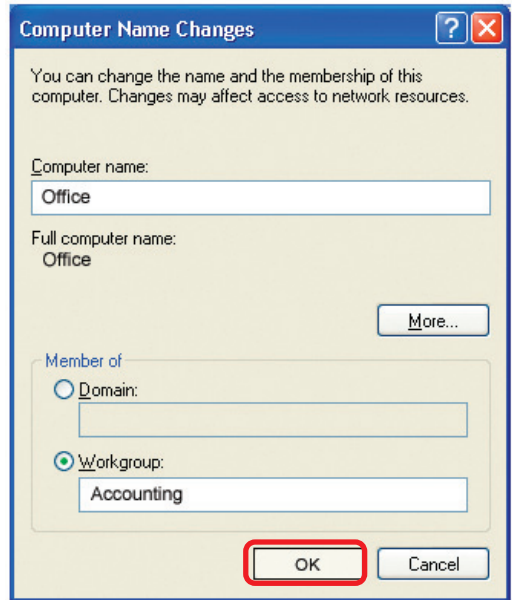 Computer Name Changes
You can change the name and the membership of this
computer. Changes may affect access to network resources.
Computer name:
Office
Full computer name:
Office
More...
Member of
Domain:
Workgroup:
Accounting
OK Cancel